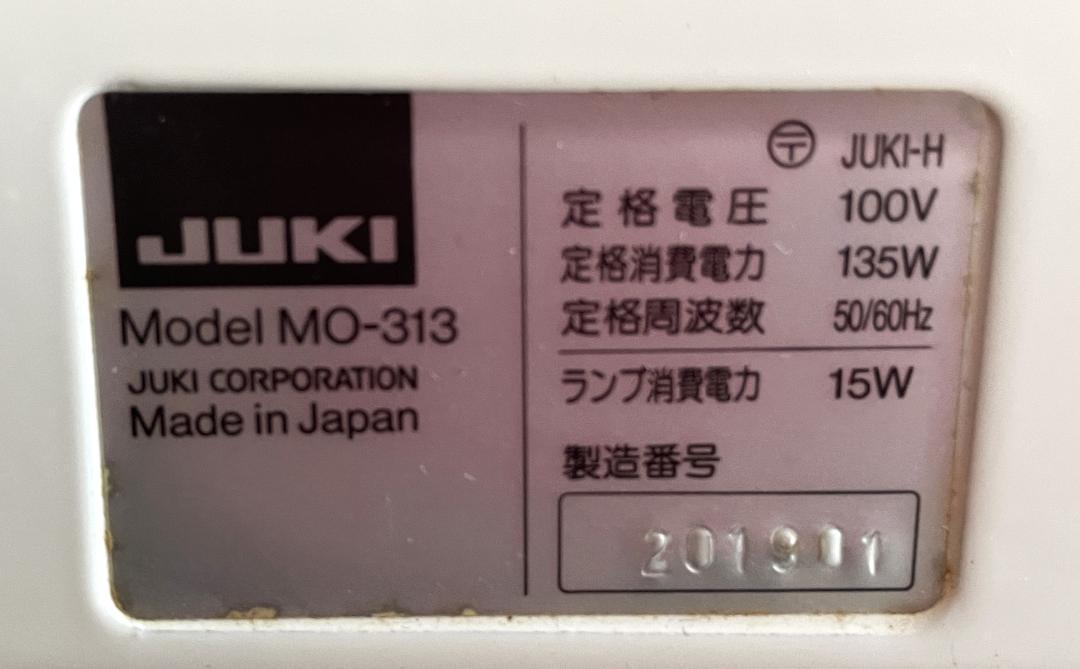 JUKI
Model MO-313
JUKI CORPORATION
Made in Japan
〶 JUKI-H
定格電圧 100V
定格消費電力 135W
定格周波数 50/60Hz
ランプ消費電力 15W
製造番号
201901